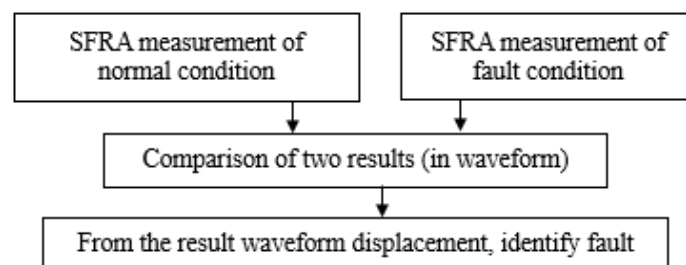 SFRA measurement of
normal condition
SFRA measurement of
fault condition
Comparison of two results (in waveform)
From the result waveform displacement, identify fault